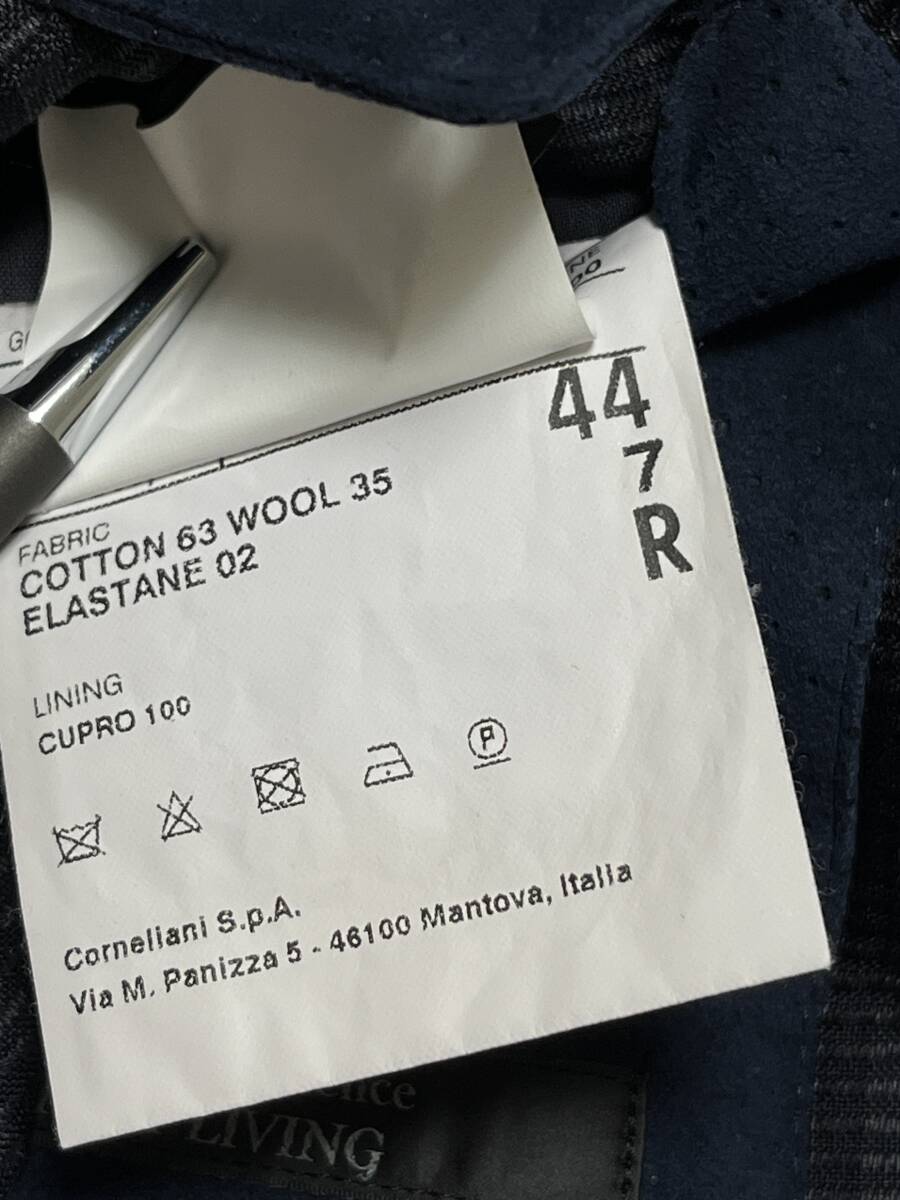 44
7
R
FABRIC
COTTON 63 WOOL 35
ELASTANE 02
LINING
CUPRO 100
P
Corneliani S.p.A.
Via M. Panizza 5 - 46100 Mantova, Italia
LIVING